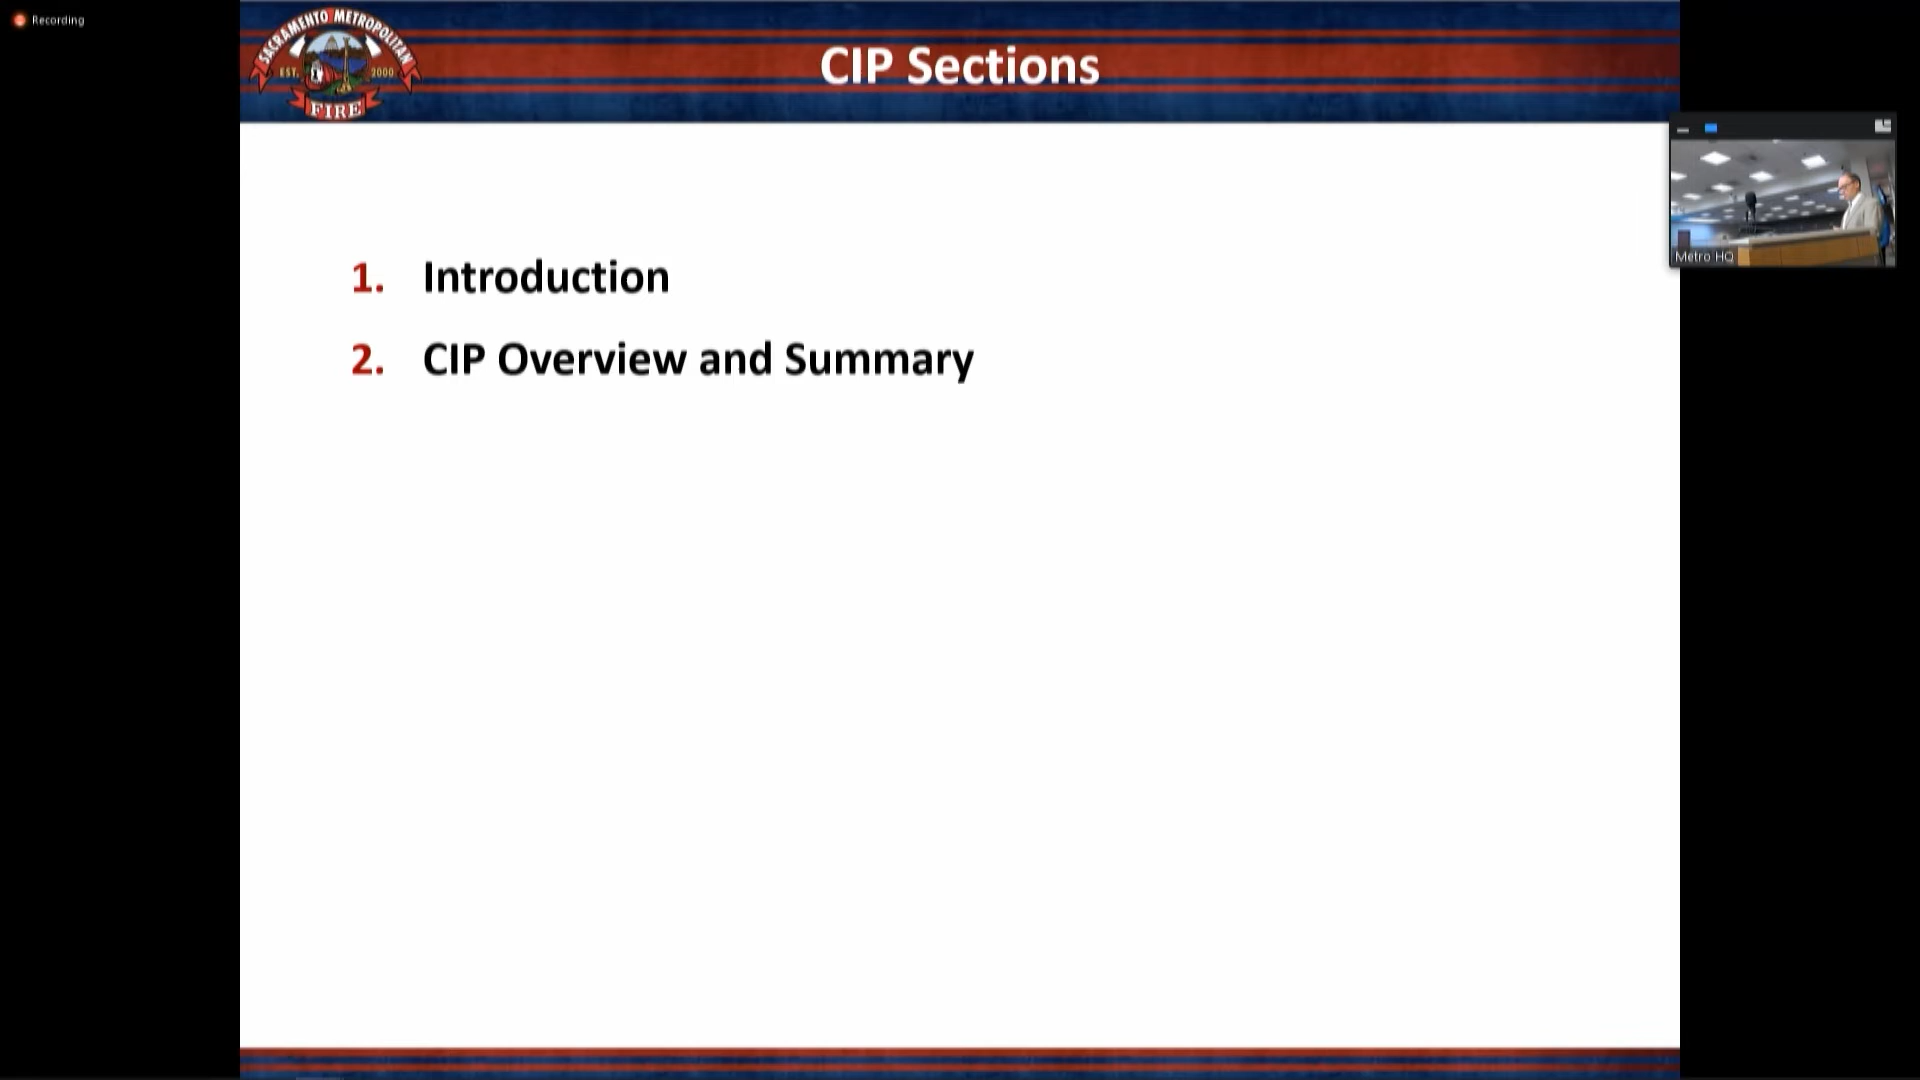 Recording
SACRAMENTO METROPOLITAN
EST. 2000
FIRE
CIP Sections
Metro HQ
1. Introduction
2. CIP Overview and Summary